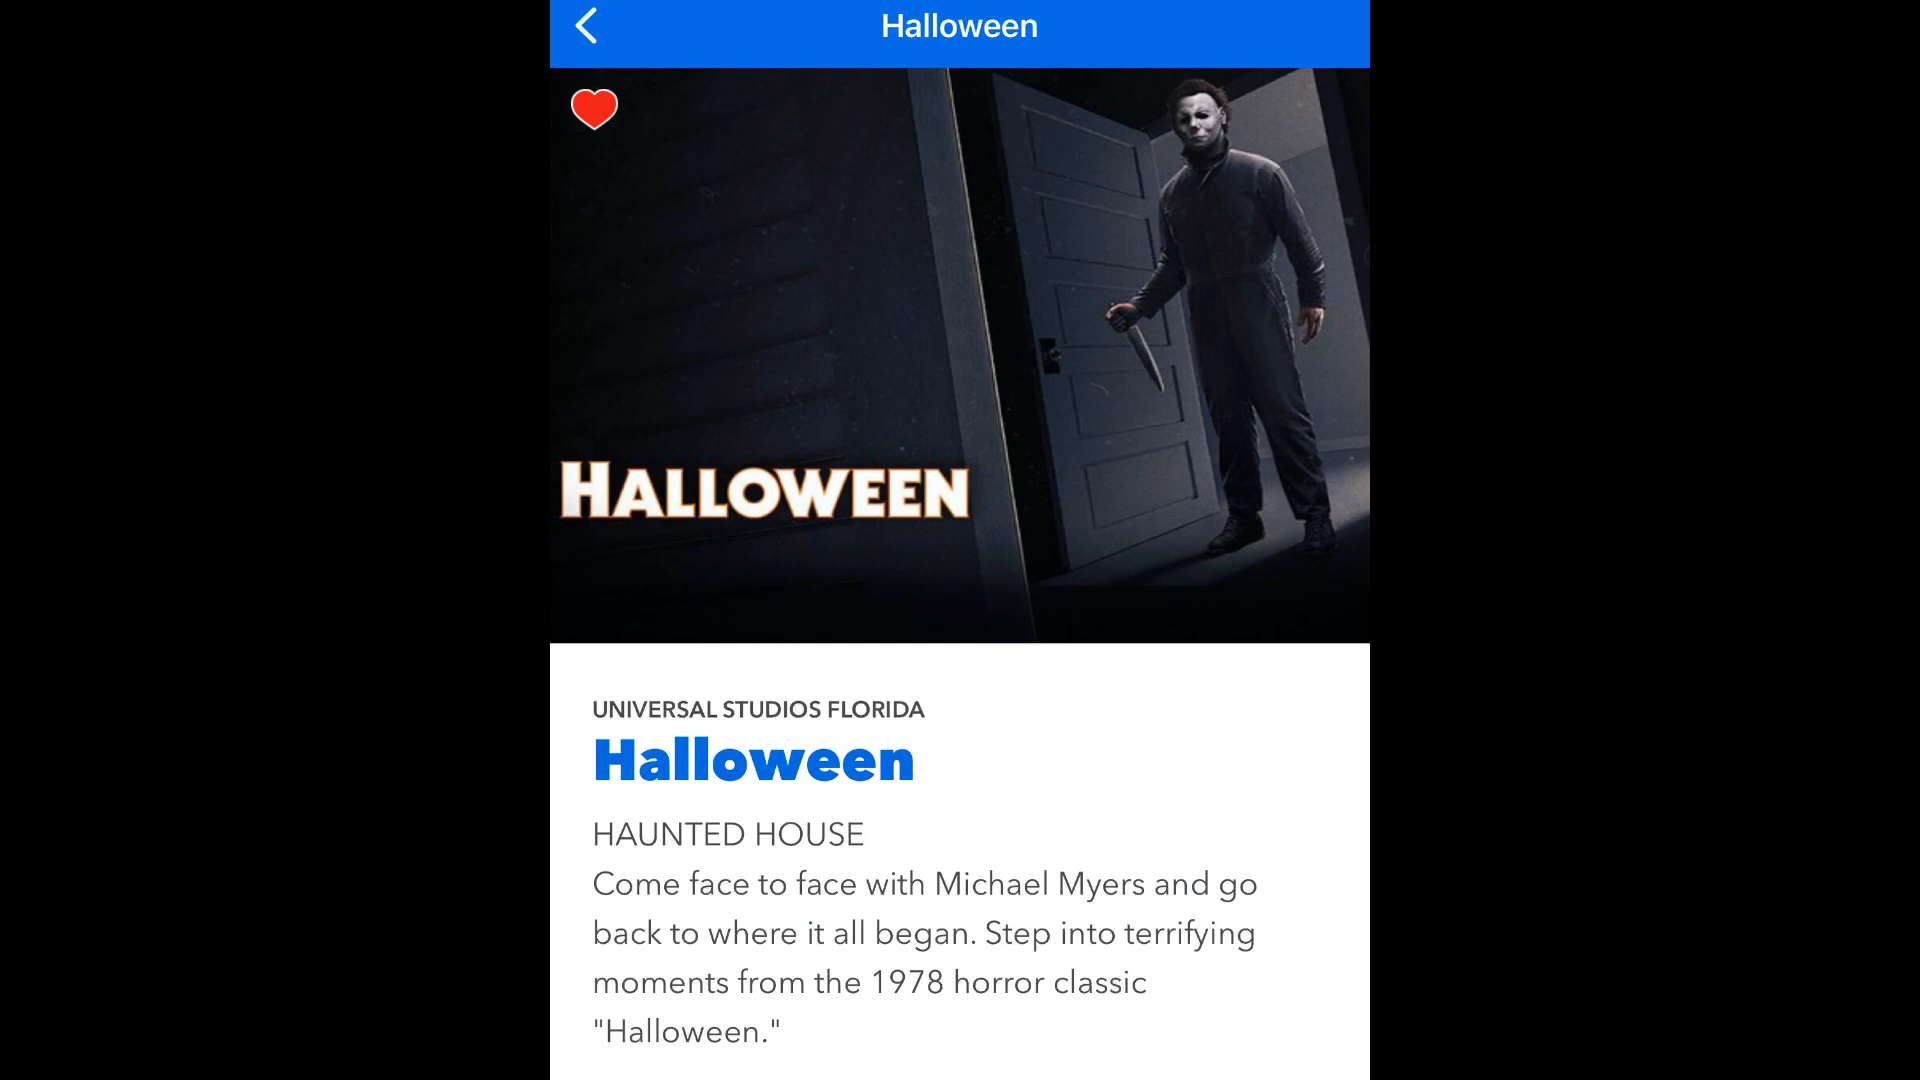 Halloween
HALLOWEEN
UNIVERSAL STUDIOS FLORIDA
Halloween
HAUNTED HOUSE
Come face to face with Michael Myers and go
back to where it all began. Step into terrifying
moments from the 1978 horror classic
"Halloween."